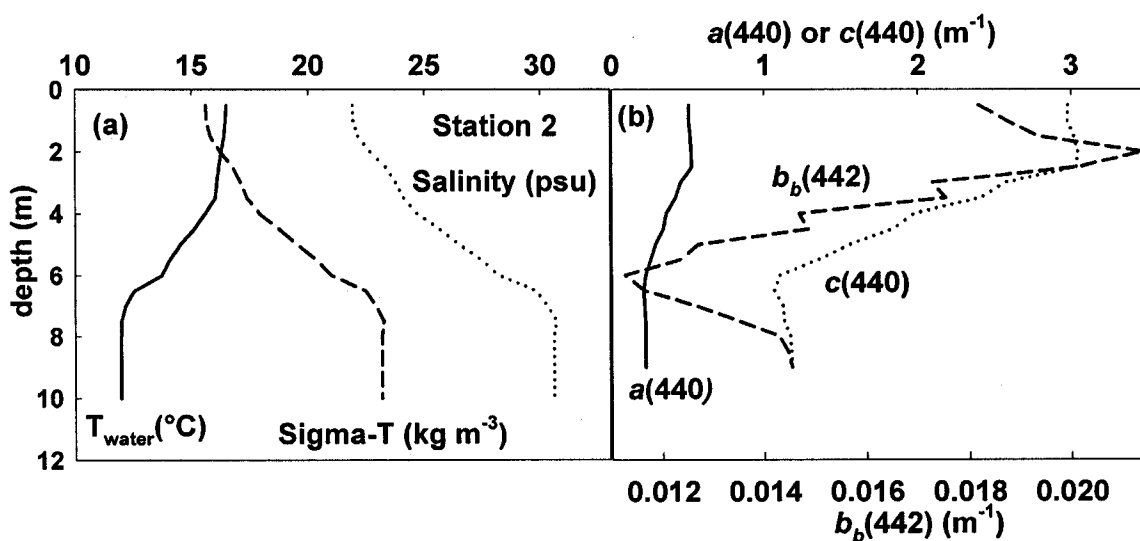 a(440) or c(440) (m⁻¹)
10 15 20 25 30 0 1 2 3
0
2
4
6
8
10
12
depth (m)
(a)
Station 2
Salinity (psu)
T_water(°C)
Sigma-T (kg m⁻³)
(b)
b_b(442)
c(440)
a(440)
0.012 0.014 0.016 0.018 0.020
b_b(442) (m⁻¹)